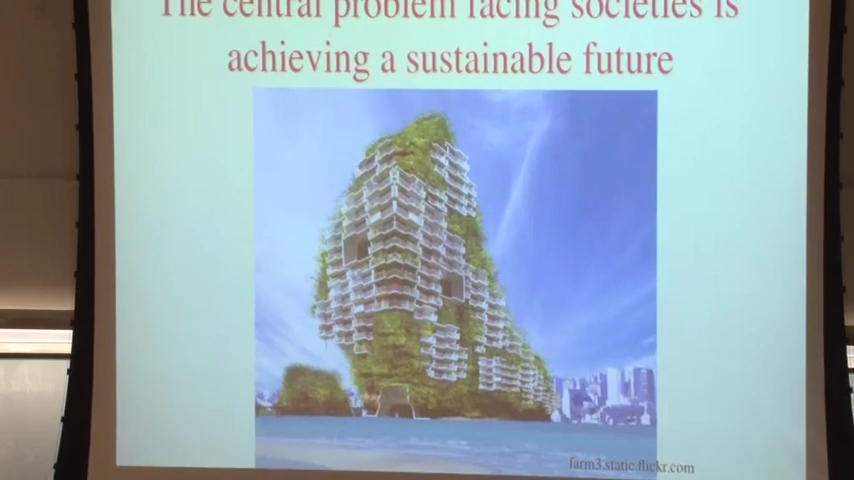 The central problem facing societies is
achieving a sustainable future
farm3.static.flickr.com